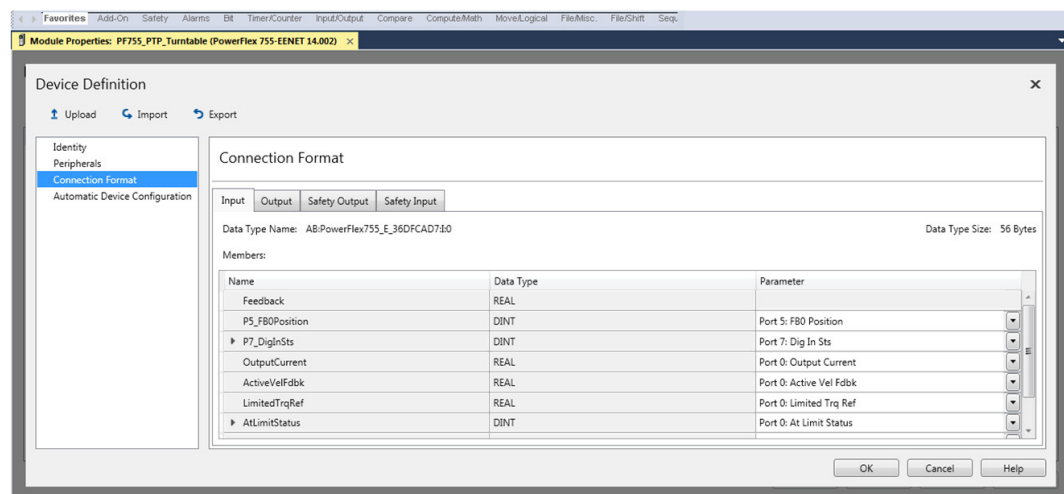 Favorites Add-On Safety Alarms Bit Timer/Counter Input/Output Compare Compute/Math Move/Logical File/Misc. File/Shift Sequ
Module Properties: PF755_PTP_Turntable (PowerFlex 755-EENET 14.002) ×
Device Definition
Upload Import Export
Identity
Peripherals
Connection Format
Automatic Device Configuration
Connection Format
Input Output Safety Output Safety Input
Data Type Name: AB:PowerFlex755_E_36DFCAD7:I:0 Data Type Size: 56 Bytes
Members:
Name Data Type Parameter
Feedback REAL
P5_FB0Position DINT Port 5: FB0 Position
P7_DigInSts DINT Port 7: Dig In Sts
OutputCurrent REAL Port 0: Output Current
ActiveVelFdbk REAL Port 0: Active Vel Fdbk
LimitedTrqRef REAL Port 0: Limited Trq Ref
AtLimitStatus DINT Port 0: At Limit Status
OK Cancel Help